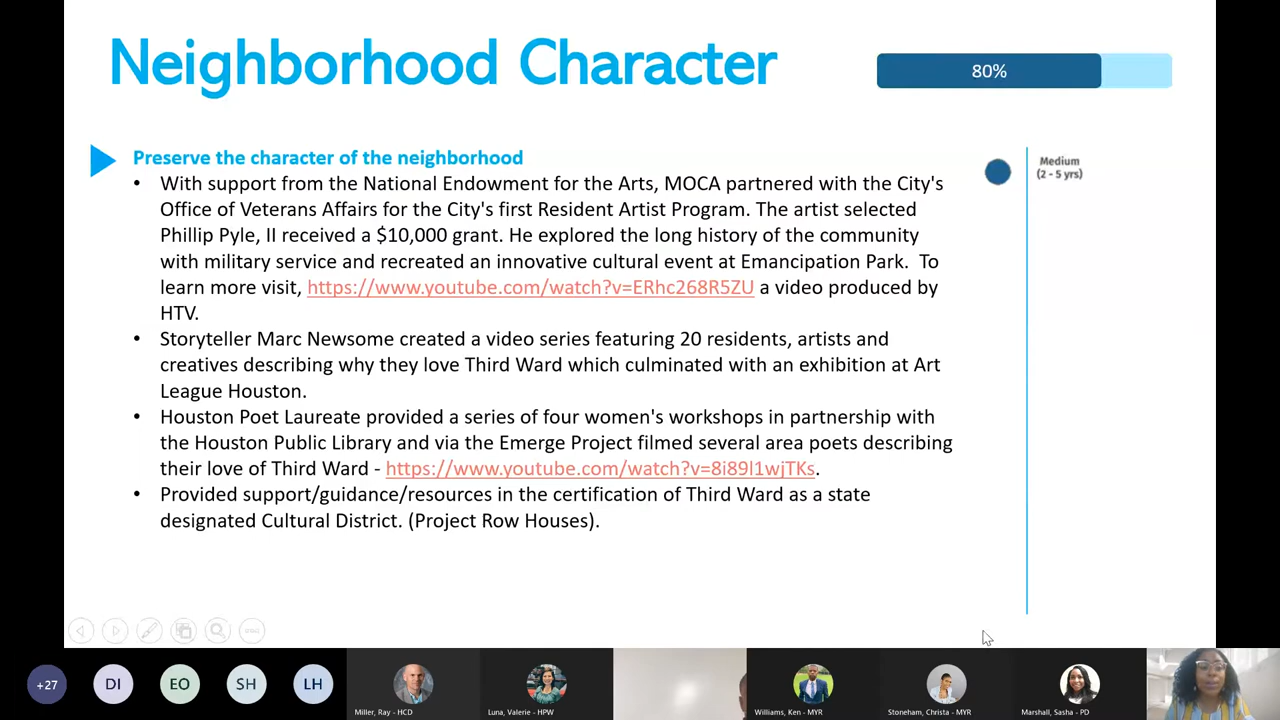 Neighborhood Character
80%
Preserve the character of the neighborhood
Medium
(2 - 5 yrs)
• With support from the National Endowment for the Arts, MOCA partnered with the City's
Office of Veterans Affairs for the City's first Resident Artist Program. The artist selected
Phillip Pyle, II received a $10,000 grant. He explored the long history of the community
with military service and recreated an innovative cultural event at Emancipation Park. To
learn more visit, https://www.youtube.com/watch?v=ERhc268R5ZU a video produced by
HTV.
• Storyteller Marc Newsome created a video series featuring 20 residents, artists and
creatives describing why they love Third Ward which culminated with an exhibition at Art
League Houston.
• Houston Poet Laureate provided a series of four women's workshops in partnership with
the Houston Public Library and via the Emerge Project filmed several area poets describing
their love of Third Ward - https://www.youtube.com/watch?v=8i89l1wjTKs.
• Provided support/guidance/resources in the certification of Third Ward as a state
designated Cultural District. (Project Row Houses).
+27
DI
EO
SH
LH
Miller, Ray - HCD
Luna, Valerie - HPW
Williams, Ken - MYR
Stoneham, Christa - MYR
Marshall, Sasha - PD